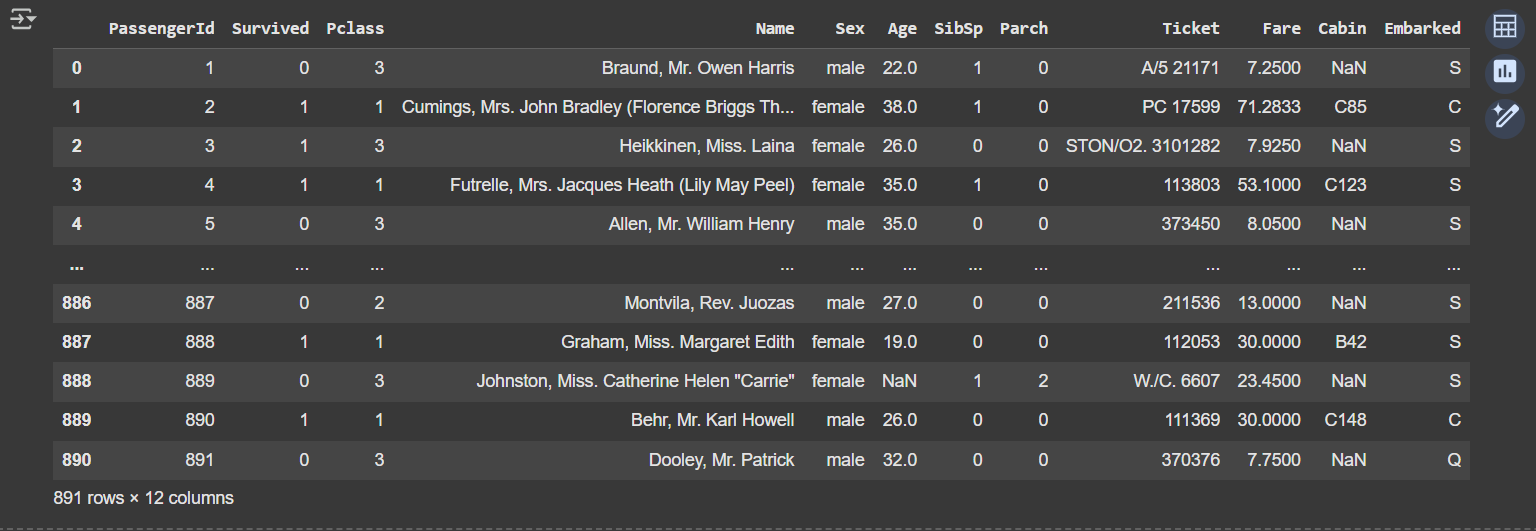 PassengerId Survived Pclass Name Sex Age SibSp Parch Ticket Fare Cabin Embarked
0 1 0 3 Braund, Mr. Owen Harris male 22.0 1 0 A/5 21171 7.2500 NaN S
1 2 1 1 Cumings, Mrs. John Bradley (Florence Briggs Th... female 38.0 1 0 PC 17599 71.2833 C85 C
2 3 1 3 Heikkinen, Miss. Laina female 26.0 0 0 STON/O2. 3101282 7.9250 NaN S
3 4 1 1 Futrelle, Mrs. Jacques Heath (Lily May Peel) female 35.0 1 0 113803 53.1000 C123 S
4 5 0 3 Allen, Mr. William Henry male 35.0 0 0 373450 8.0500 NaN S
... ... ... ... ... ... ... ... ... ... ... ... ...
886 887 0 2 Montvila, Rev. Juozas male 27.0 0 0 211536 13.0000 NaN S
887 888 1 1 Graham, Miss. Margaret Edith female 19.0 0 0 112053 30.0000 B42 S
888 889 0 3 Johnston, Miss. Catherine Helen "Carrie" female NaN 1 2 W./C. 6607 23.4500 NaN S
889 890 1 1 Behr, Mr. Karl Howell male 26.0 0 0 111369 30.0000 C148 C
890 891 0 3 Dooley, Mr. Patrick male 32.0 0 0 370376 7.7500 NaN Q
891 rows × 12 columns